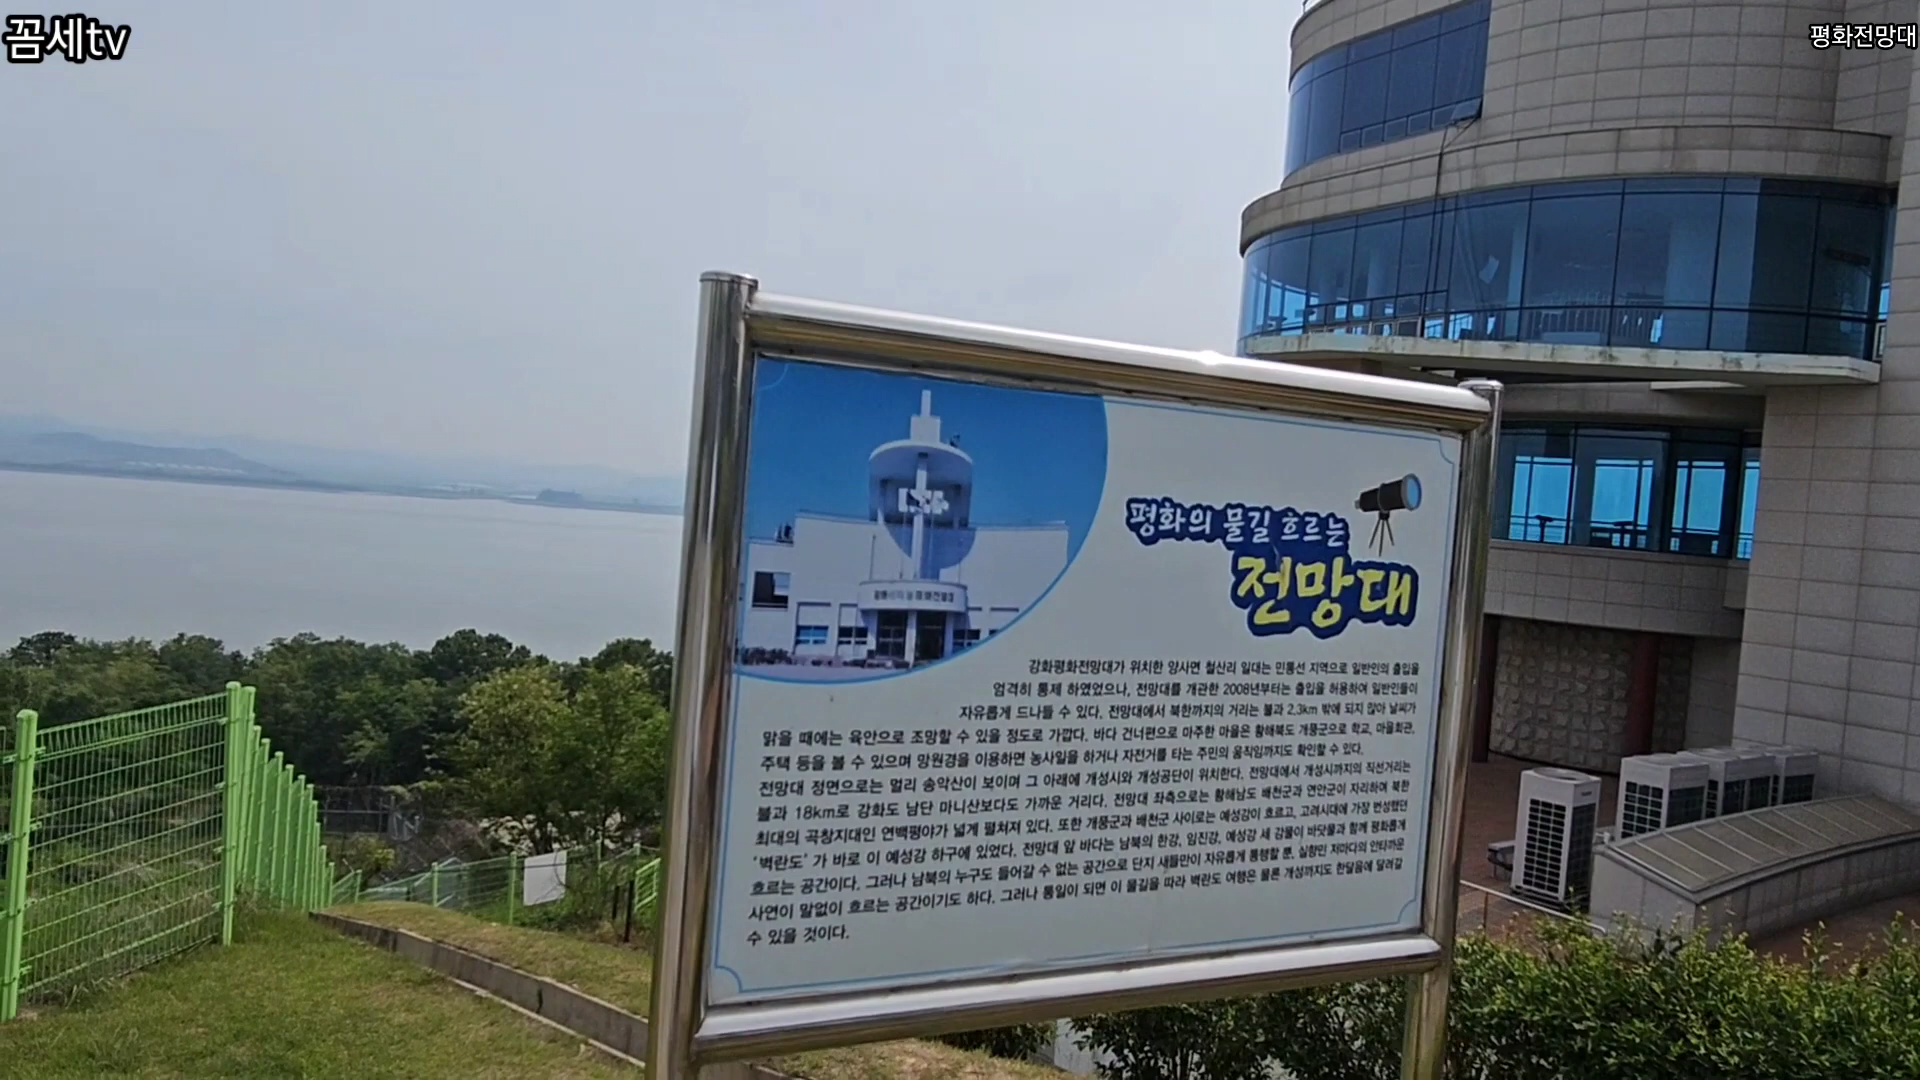 꼼세tv
평화전망대
평화의 물길 흐르는
전망대
강화평화전망대가 위치한 양사면 철산리 일대는 민통선 지역으로 일반인의 출입을
엄격히 통제 하였었으나, 전망대를 개관한 2008년부터는 출입을 허용하여 일반인들이
자유롭게 드나들 수 있다. 전망대에서 북한까지의 거리는 불과 2.3km 밖에 되지 않아 날씨가
맑을 때에는 육안으로 조망할 수 있을 정도로 가깝다. 바다 건너편으로 마주한 마을은 황해북도 개풍군으로 학교, 마을회관,
주택 등을 볼 수 있으며 망원경을 이용하면 농사일을 하거나 자전거를 타는 주민의 움직임까지도 확인할 수 있다.
전망대 정면으로는 멀리 송악산이 보이며 그 아래에 개성시와 개성공단이 위치한다. 전망대에서 개성시까지의 직선거리는
불과 18km로 강화도 남단 마니산보다도 가까운 거리다. 전망대 좌측으로는 황해남도 배천군과 연안군이 자리하여 북한
최대의 곡창지대인 연백평야가 넓게 펼쳐져 있다. 또한 개풍군과 배천군 사이로는 예성강이 흐르고, 고려시대에 가장 번성했던
'벽란도' 가 바로 이 예성강 하구에 있었다. 전망대 앞 바다는 남북의 한강, 임진강, 예성강 세 강물이 바닷물과 함께 평화롭게
흐르는 공간이다. 그러나 남북의 누구도 들어갈 수 없는 공간으로 단지 새들만이 자유롭게 통행할 뿐, 실향민 저마다의 안타까운
사연이 말없이 흐르는 공간이기도 하다. 그러나 통일이 되면 이 물길을 따라 벽란도 여행은 물론 개성까지도 한달음에 달려갈
수 있을 것이다.